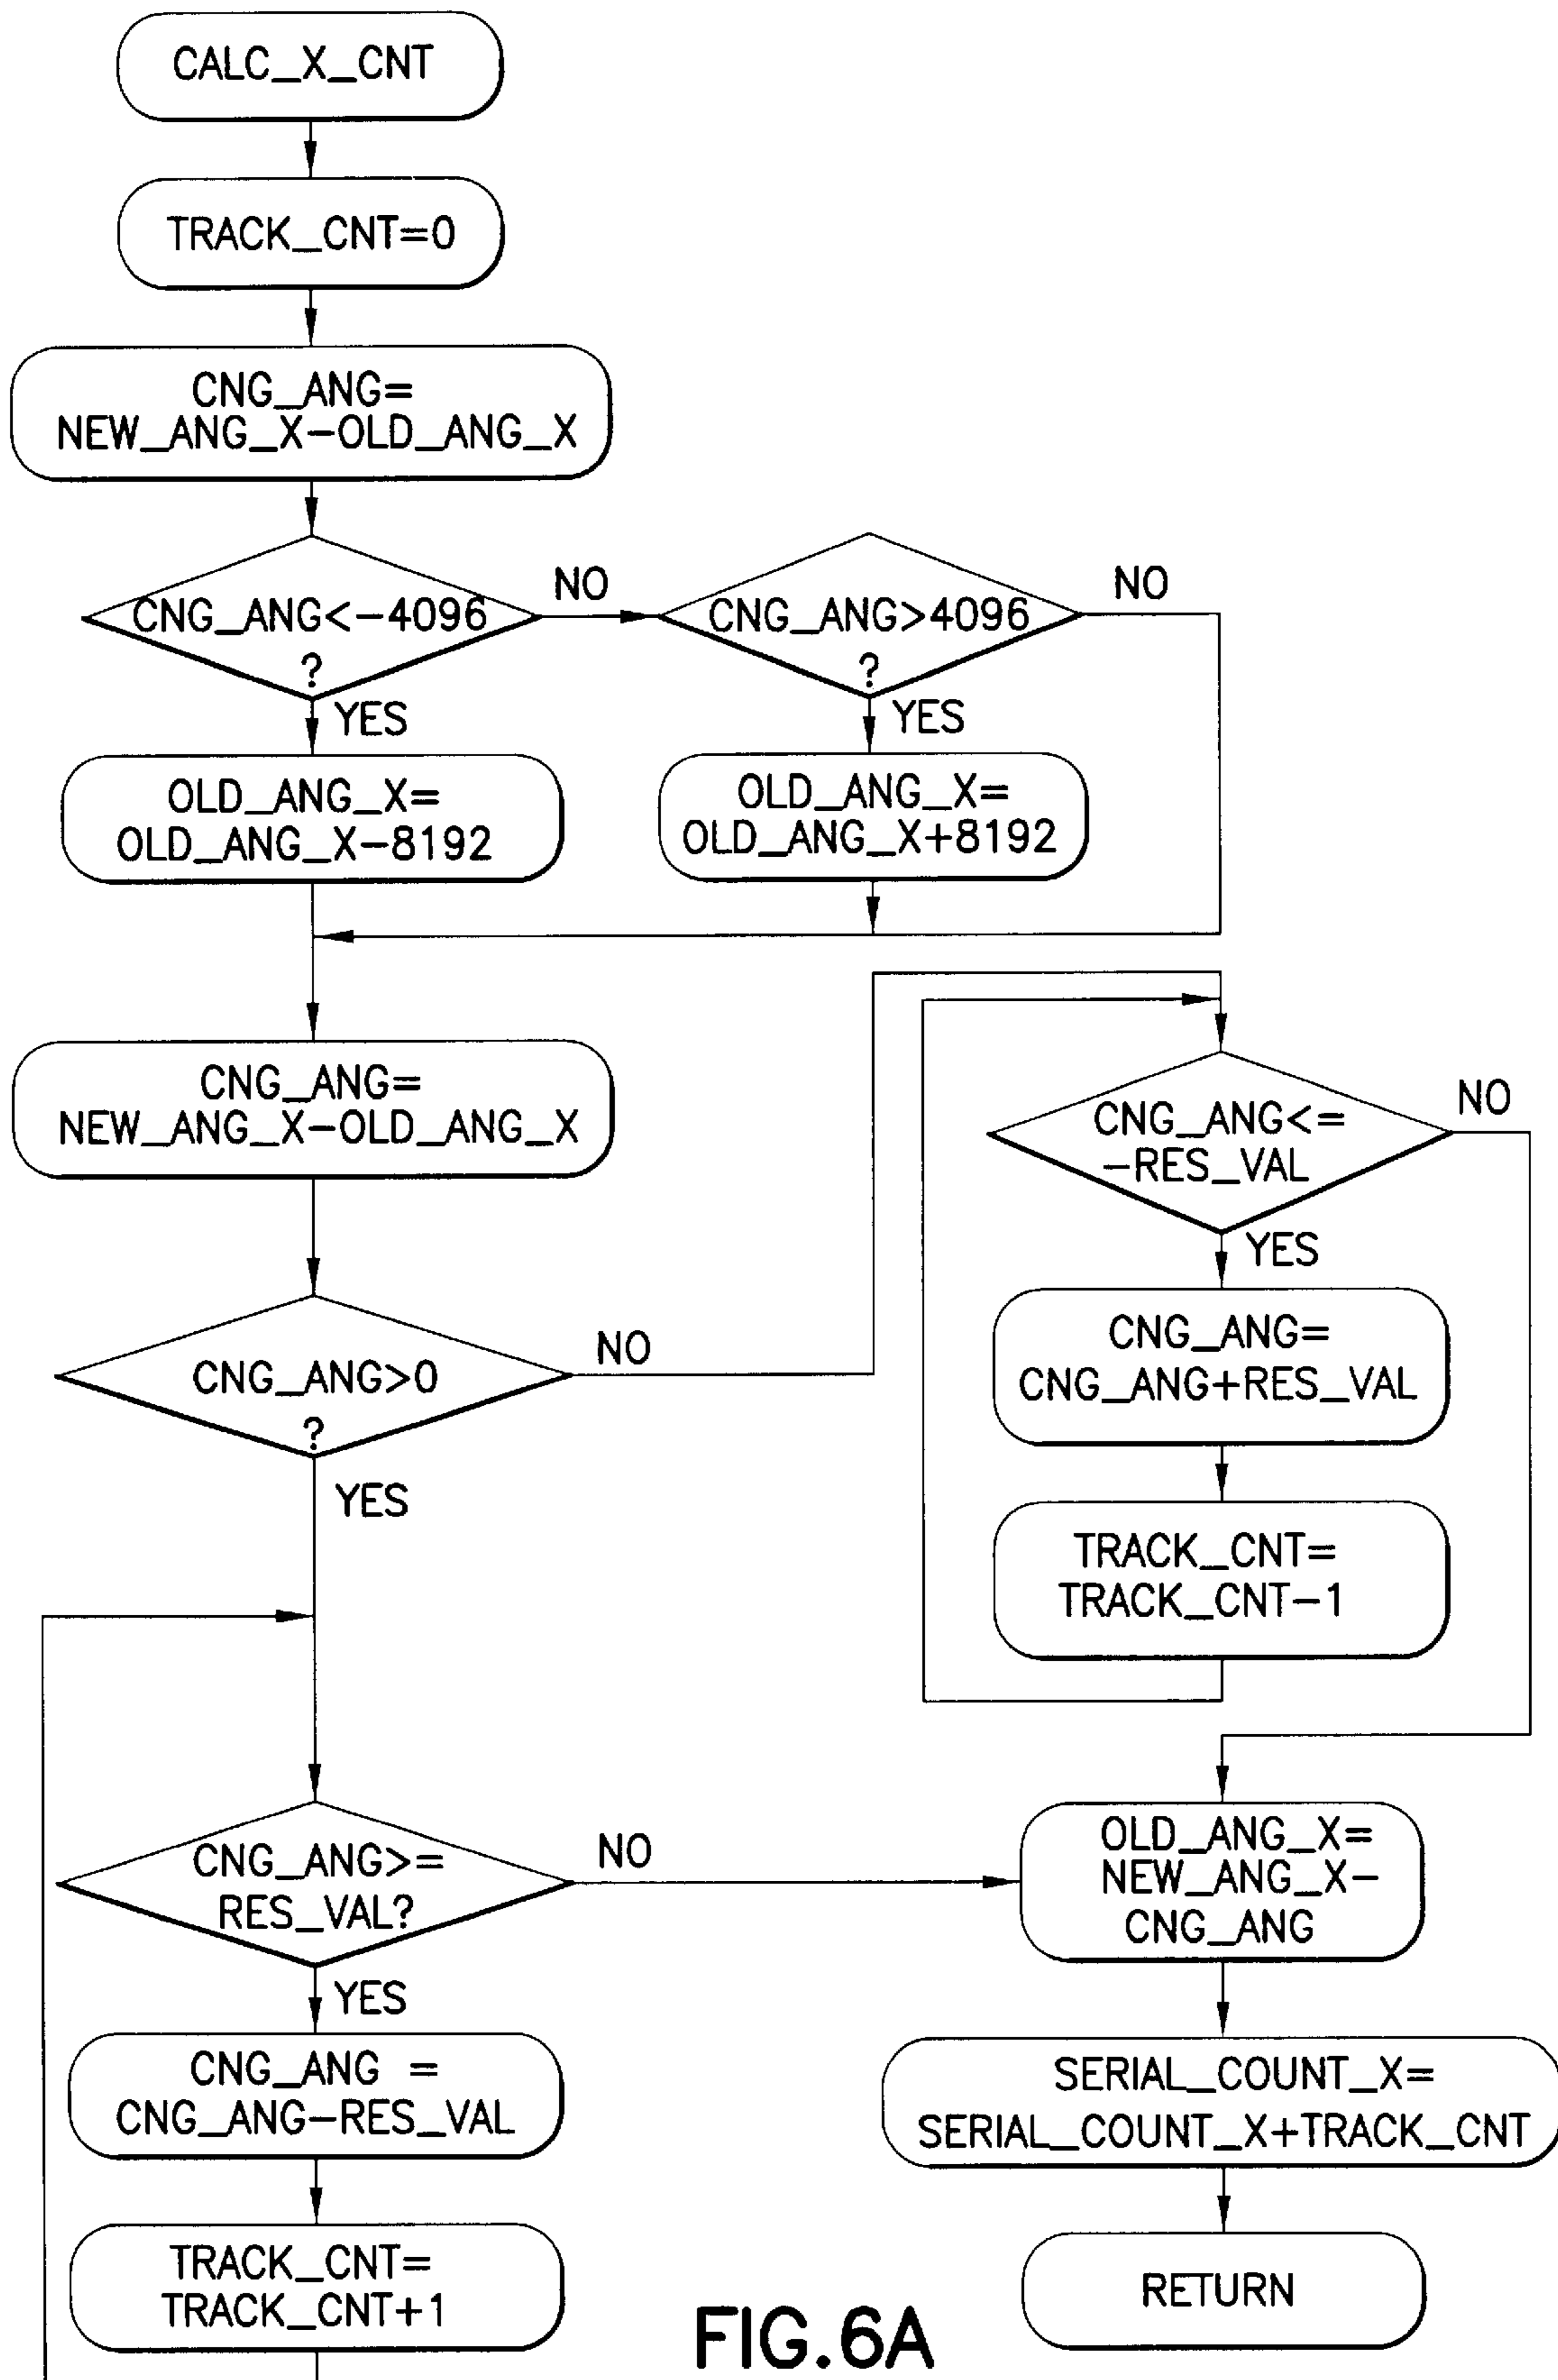 CALC_X_CNT
TRACK_CNT=0
CNG_ANG=
NEW_ANG_X-OLD_ANG_X
CNG_ANG<-4096
?
NO
YES
CNG_ANG>4096
?
NO
YES
OLD_ANG_X=
OLD_ANG_X-8192
OLD_ANG_X=
OLD_ANG_X+8192
CNG_ANG=
NEW_ANG_X-OLD_ANG_X
CNG_ANG>0
?
NO
YES
CNG_ANG<=
-RES_VAL
NO
YES
CNG_ANG=
CNG_ANG+RES_VAL
TRACK_CNT=
TRACK_CNT-1
CNG_ANG>=
RES_VAL?
NO
YES
CNG_ANG =
CNG_ANG-RES_VAL
TRACK_CNT=
TRACK_CNT+1
OLD_ANG_X=
NEW_ANG_X-
CNG_ANG
SERIAL_COUNT_X=
SERIAL_COUNT_X+TRACK_CNT
RETURN
FIG.6A